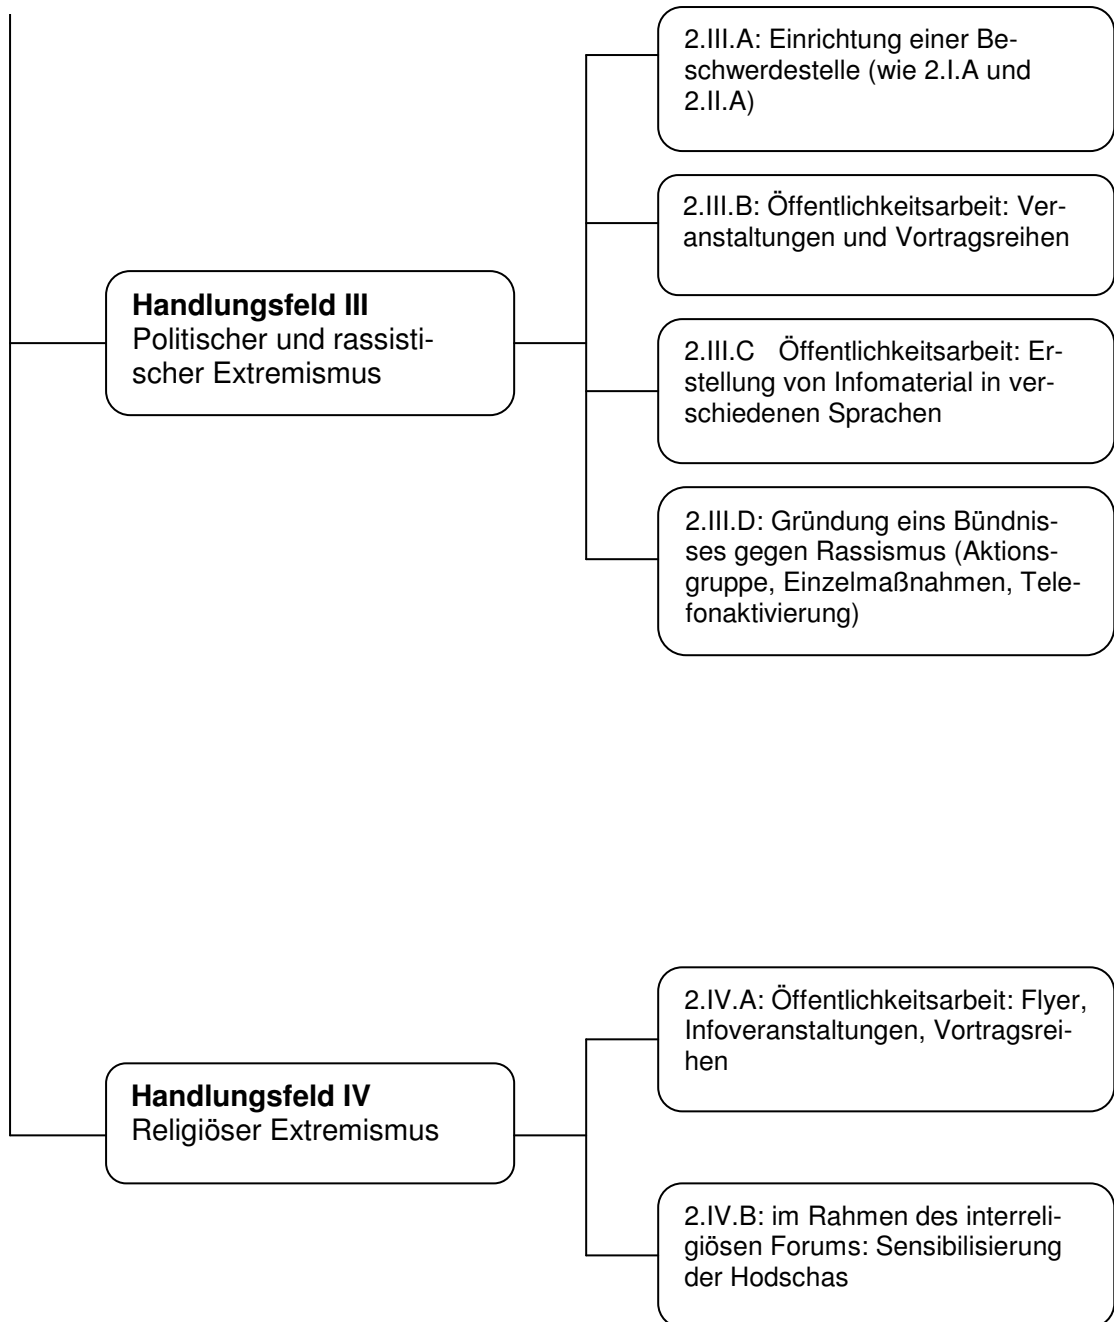 2.III.A: Einrichtung einer Be-
schwerdestelle (wie 2.I.A und
2.II.A)
2.III.B: Öffentlichkeitsarbeit: Ver-
anstaltungen und Vortragsreihen
Handlungsfeld III
Politischer und rassisti-
scher Extremismus
2.III.C Öffentlichkeitsarbeit: Er-
stellung von Infomaterial in ver-
schiedenen Sprachen
2.III.D: Gründung eins Bündnis-
ses gegen Rassismus (Aktions-
gruppe, Einzelmaßnahmen, Tele-
fonaktivierung)
2.IV.A: Öffentlichkeitsarbeit: Flyer,
Infoveranstaltungen, Vortragsrei-
hen
Handlungsfeld IV
Religiöser Extremismus
2.IV.B: im Rahmen des interreli-
giösen Forums: Sensibilisierung
der Hodschas